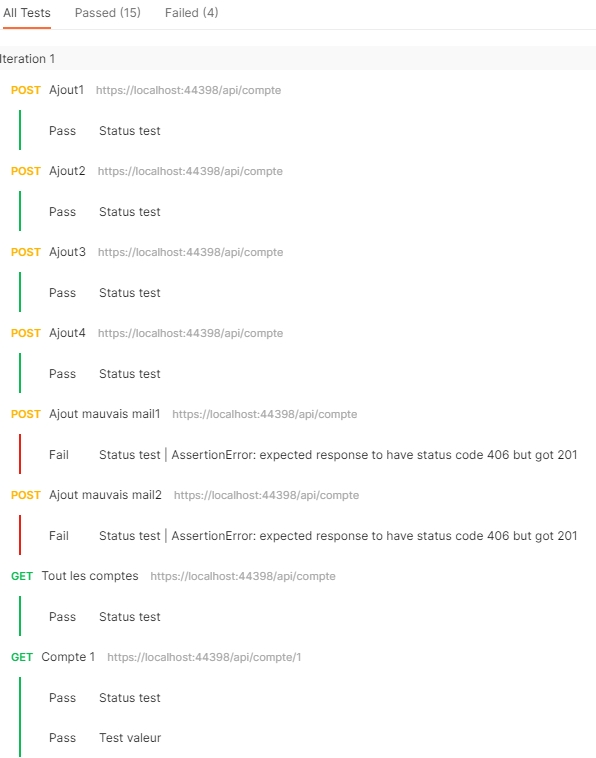 All Tests Passed (15) Failed (4)
Iteration 1
POST Ajout1 https://localhost:44398/api/compte
Pass Status test
POST Ajout2 https://localhost:44398/api/compte
Pass Status test
POST Ajout3 https://localhost:44398/api/compte
Pass Status test
POST Ajout4 https://localhost:44398/api/compte
Pass Status test
POST Ajout mauvais mail1 https://localhost:44398/api/compte
Fail Status test | AssertionError: expected response to have status code 406 but got 201
POST Ajout mauvais mail2 https://localhost:44398/api/compte
Fail Status test | AssertionError: expected response to have status code 406 but got 201
GET Tout les comptes https://localhost:44398/api/compte
Pass Status test
GET Compte 1 https://localhost:44398/api/compte/1
Pass Status test
Pass Test valeur